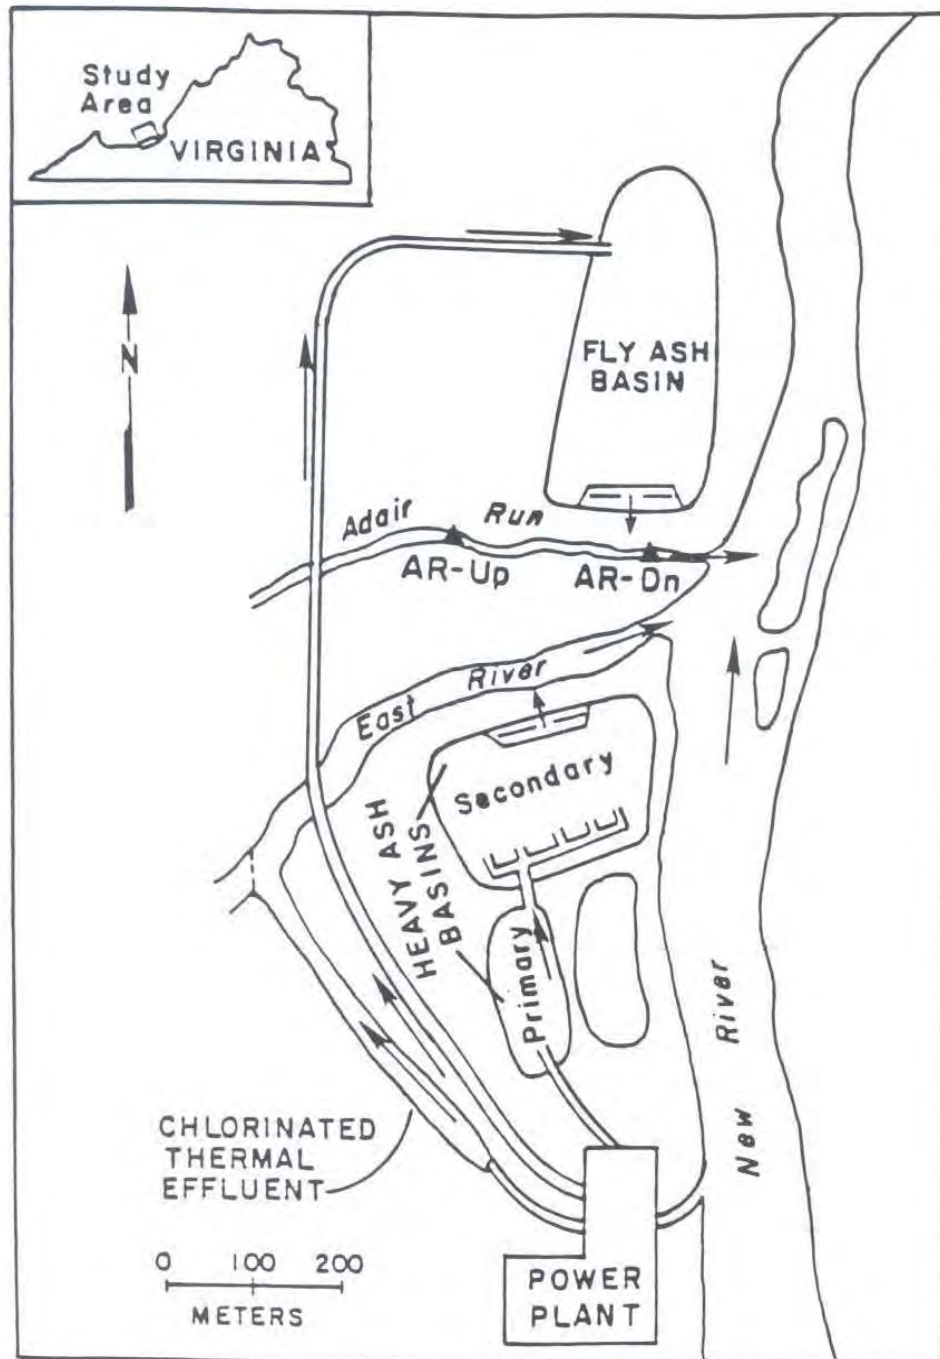 Study
Area
VIRGINIA
N
FLY ASH
BASIN
Adair Run
AR-Up AR-Dn
East River
Secondary
HEAVY ASH
BASINS
Primary
New River
CHLORINATED
THERMAL
EFFLUENT
0 100 200
METERS
POWER
PLANT